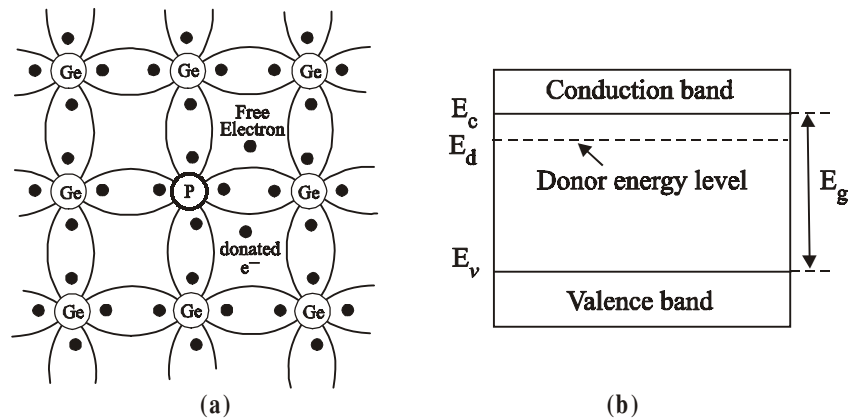 Ge Ge Ge
Free
Electron
Ge P Ge
donated
e⁻
Ge Ge Ge
(a)
Conduction band
E_c
E_d
Donor energy level
E_g
E_v
Valence band
(b)